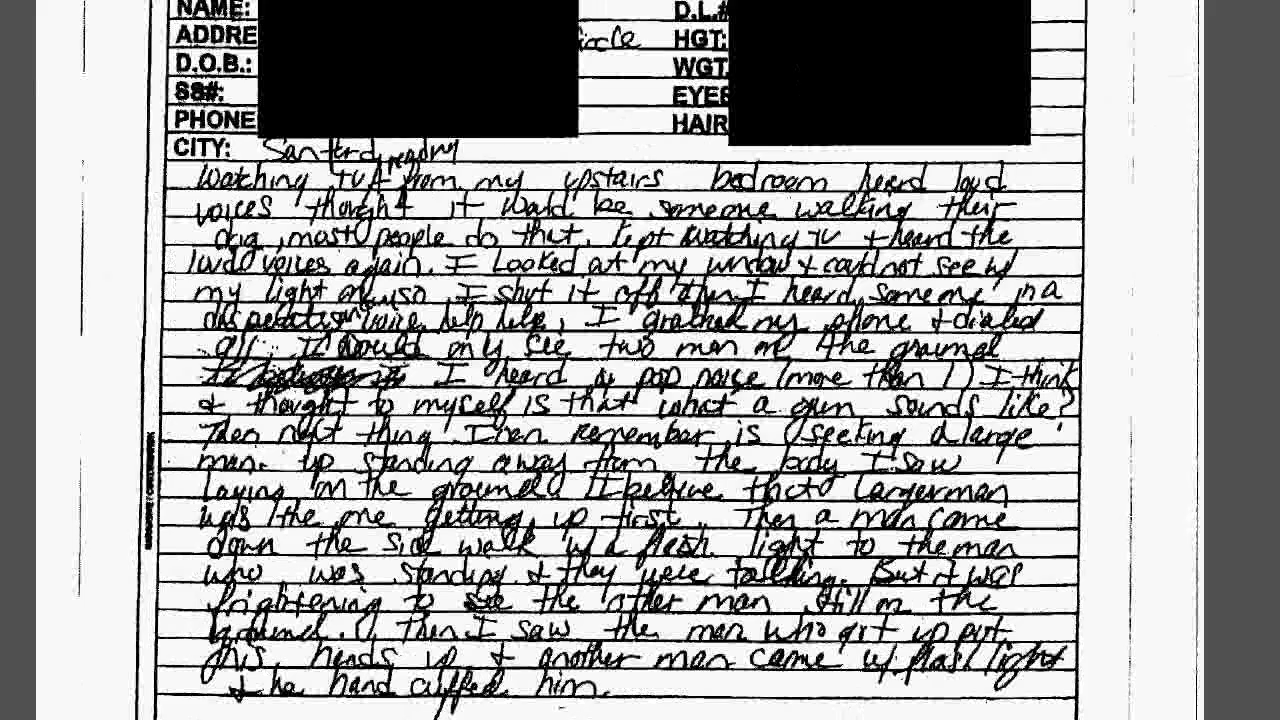 NAME: D.L.#
ADDRE circle HGT:
D.O.B.: WGT
SS#: EYES
PHONE HAIR
CITY: Sanford
reading
Watching TV + from my upstairs bedroom heard loud
voices thought it would be someone walking their
dog, most people do that. Kept watching TV + heard the
loud voices again. I looked at my window + could not see w/
my light on, so I shut it off then I heard someone in a
voice, help help, I grabbed my phone + dialed
911, I could only see two men on the ground
I heard a pop noise (more than 1) I think
+ thought to myself is that what a gun sounds like?
Then next thing I can remember is seeking a large
man up standing away from the body I saw
laying on the ground. I believe that larger man
was the one getting up first. Then a man came
down the side walk w/ a flash light to the man
who was standing + they were talking. But it was
frightening to see the other man still on the
ground. Then I saw the man who got up put
his hands up + another man came w/ flash light
+ he hand cuffed him.